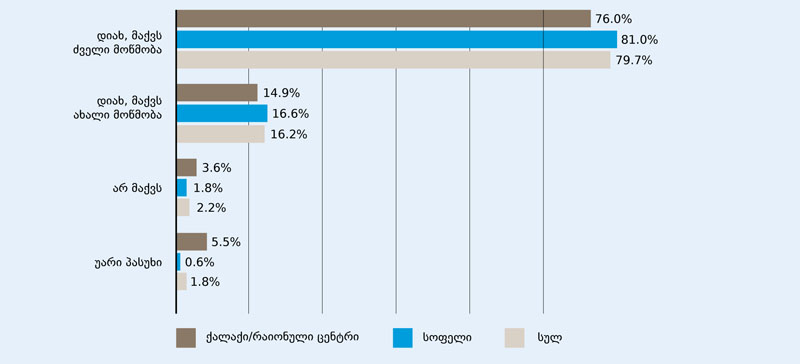 დიახ, მაქვს
ძველი მოწმობა
76.0%
81.0%
79.7%
დიახ, მაქვს
ახალი მოწმობა
14.9%
16.6%
16.2%
არ მაქვს
3.6%
1.8%
2.2%
უარი პასუხი
5.5%
0.6%
1.8%
ქალაქი/რაიონული ცენტრი
სოფელი
სულ